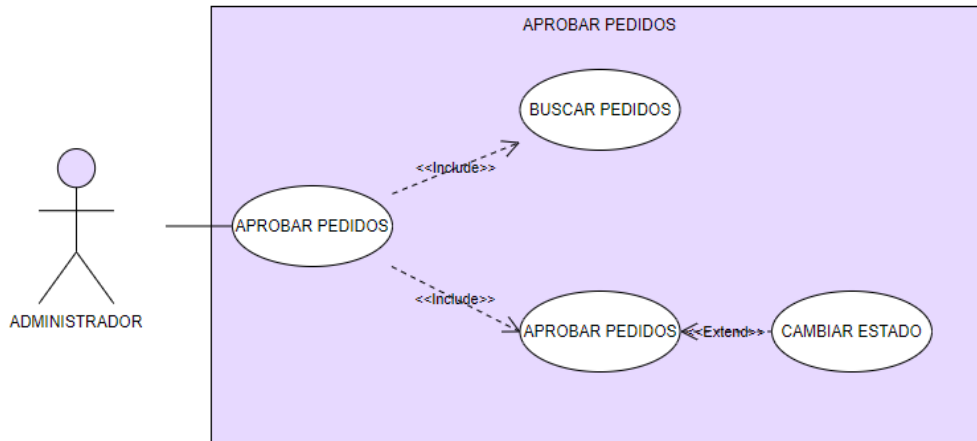 APROBAR PEDIDOS
BUSCAR PEDIDOS
<<Include>>
APROBAR PEDIDOS
<<Include>>
ADMINISTRADOR
APROBAR PEDIDOS
<<Extend>>
CAMBIAR ESTADO